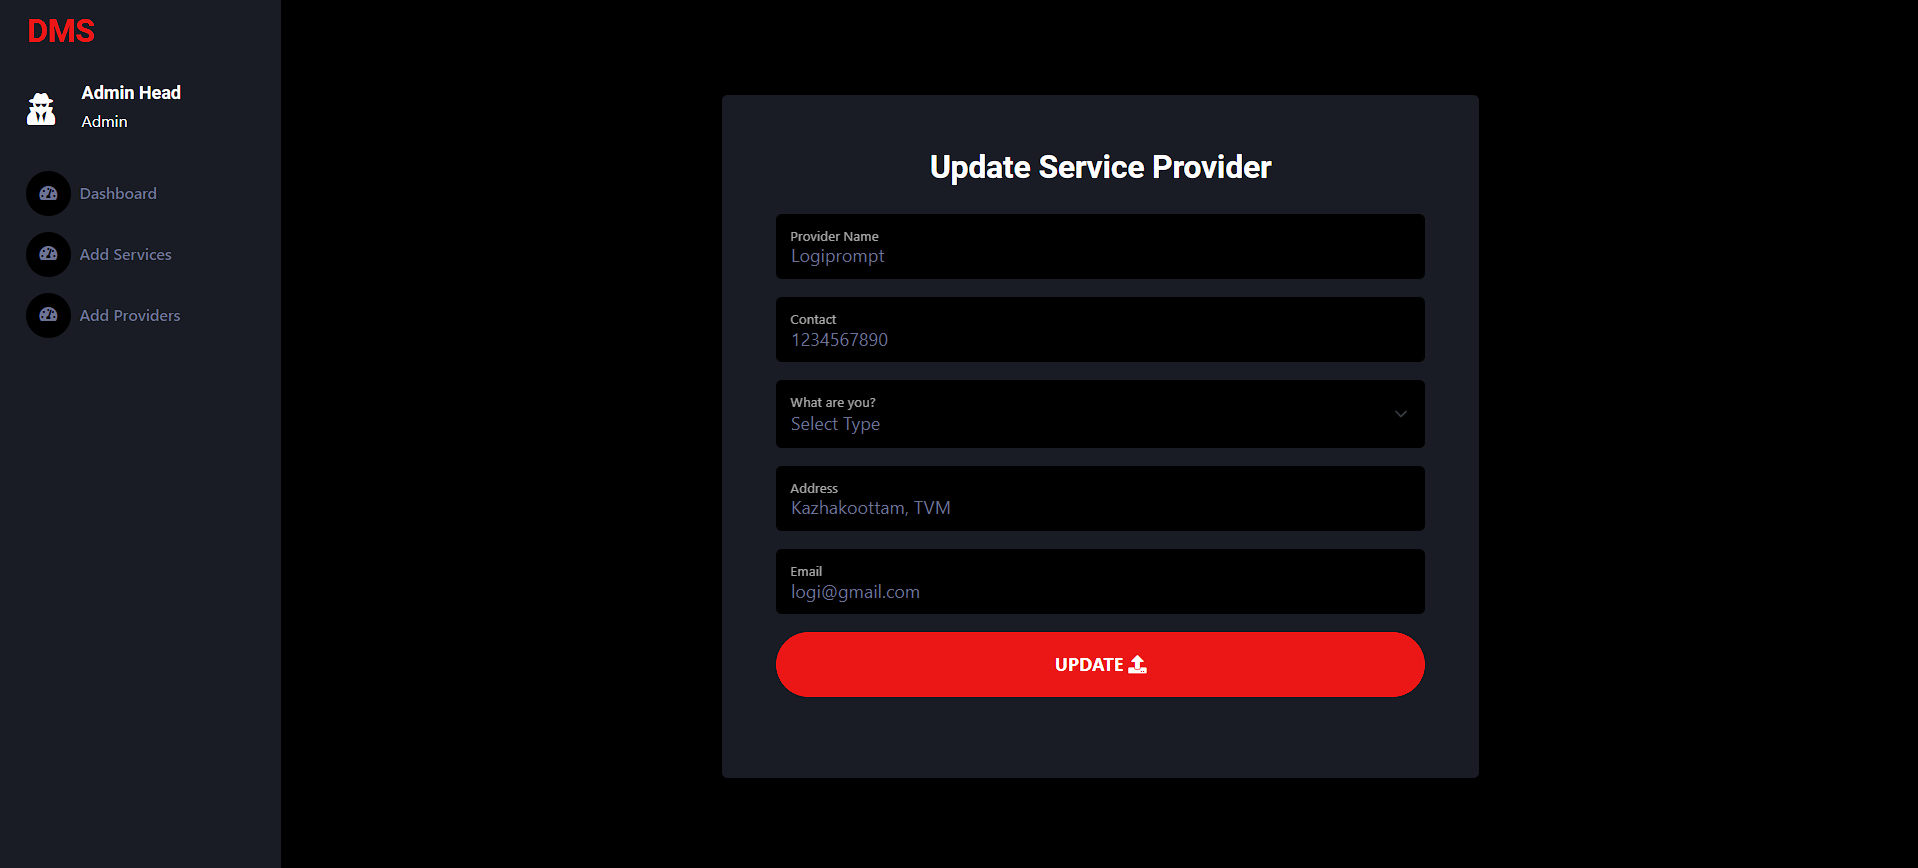 DMS
Admin Head
Admin
Dashboard
Add Services
Add Providers
Update Service Provider
Provider Name
Logiprompt
Contact
1234567890
What are you?
Select Type
Address
Kazhakoottam, TVM
Email
logi@gmail.com
UPDATE